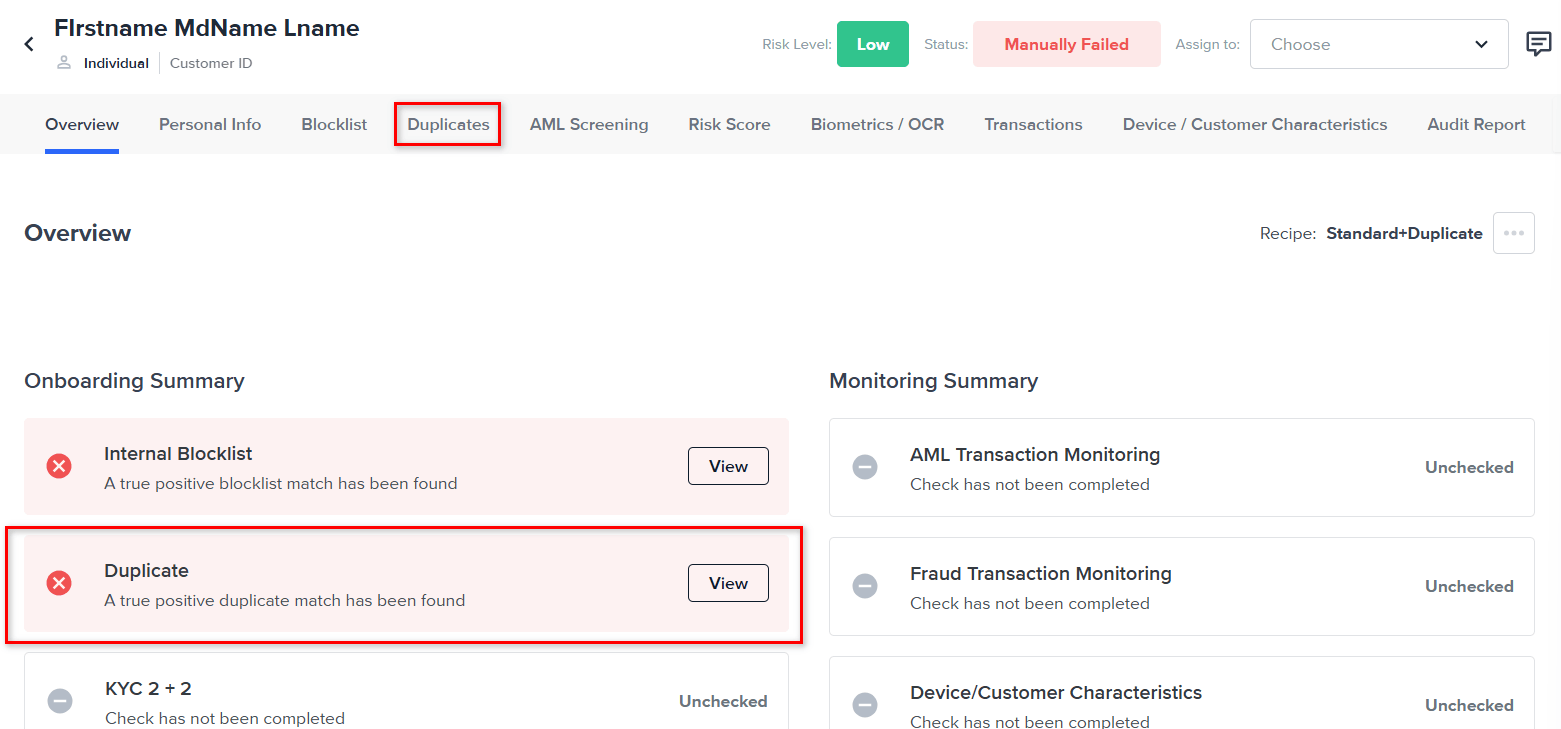 FIrstname MdName Lname
Individual Customer ID
Risk Level: Low Status: Manually Failed Assign to: Choose
Overview Personal Info Blocklist Duplicates AML Screening Risk Score Biometrics / OCR Transactions Device / Customer Characteristics Audit Report
Overview
Recipe: Standard+Duplicate
Onboarding Summary
Internal Blocklist
A true positive blocklist match has been found
View
Duplicate
A true positive duplicate match has been found
View
KYC 2 + 2
Check has not been completed
Unchecked
Monitoring Summary
AML Transaction Monitoring
Check has not been completed
Unchecked
Fraud Transaction Monitoring
Check has not been completed
Unchecked
Device/Customer Characteristics
Check has not been completed
Unchecked